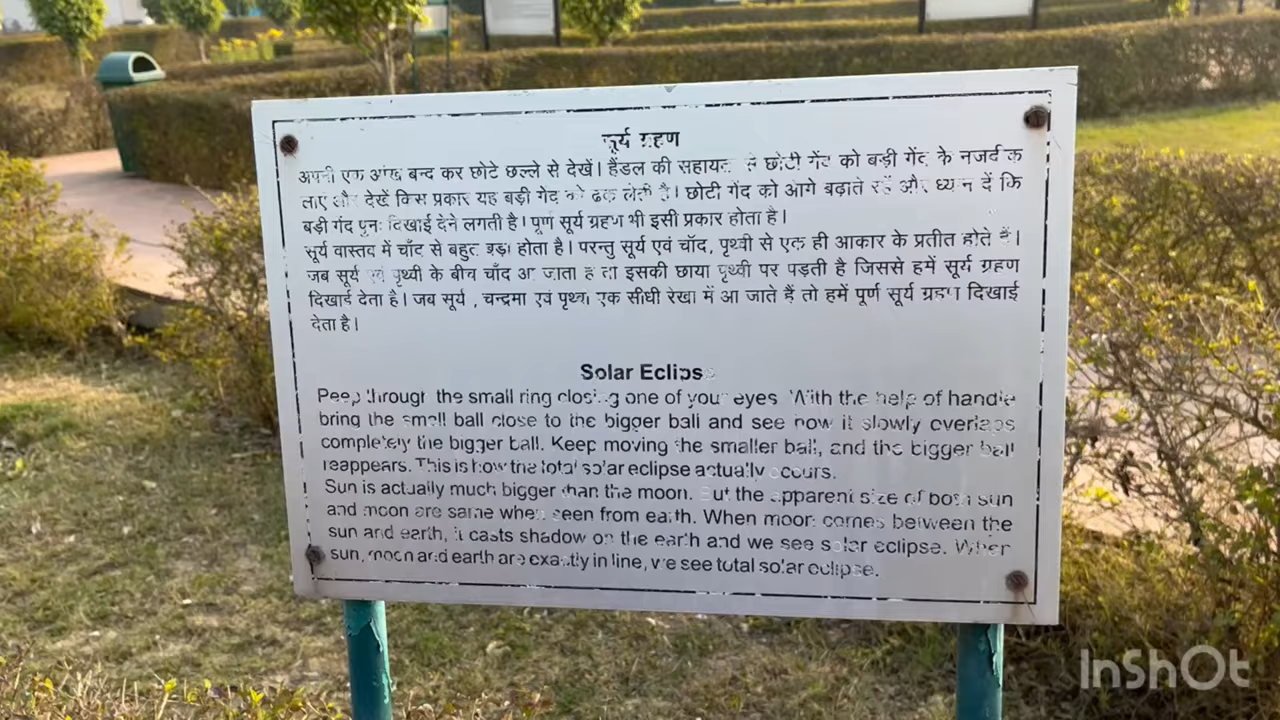 सूर्य ग्रहण
अपनी एक आंख बन्द कर छोटे छल्ले से देखें। हैंडल की सहायता से छोटी गेंद को बड़ी गेंद के नजदीक
लाएं और देखें किस प्रकार यह बड़ी गेंद को ढक लेती है। छोटी गेंद को आगे बढ़ाते रहें और ध्यान दें कि
बड़ी गेंद पुनः दिखाई देने लगती है। पूर्ण सूर्य ग्रहण भी इसी प्रकार होता है।
सूर्य वास्तव में चाँद से बहुत बड़ा होता है। परन्तु सूर्य एवं चॉद, पृथ्वी से एक ही आकार के प्रतीत होते हैं।
जब सूर्य एवं पृथ्वी के बीच चाँद आ जाता है तो इसकी छाया पृथ्वी पर पड़ती है जिससे हमें सूर्य ग्रहण
दिखाई देता है। जब सूर्य , चन्द्रमा एवं पृथ्वी एक सीधी रेखा में आ जाते हैं तो हमें पूर्ण सूर्य ग्रहण दिखाई
देता है।
Solar Eclipse
Peep through the small ring closing one of your eyes. With the help of handle
bring the small ball close to the bigger ball and see how it slowly overlaps
completely the bigger ball. Keep moving the smaller ball, and the bigger ball
reappears. This is how the total solar eclipse actually occurs.
Sun is actually much bigger than the moon. But the apparent size of both sun
and moon are same when seen from earth. When moon comes between the
sun and earth, it casts shadow on the earth and we see solar eclipse. When
sun, moon and earth are exactly in line, we see total solar eclipse.
InShOt